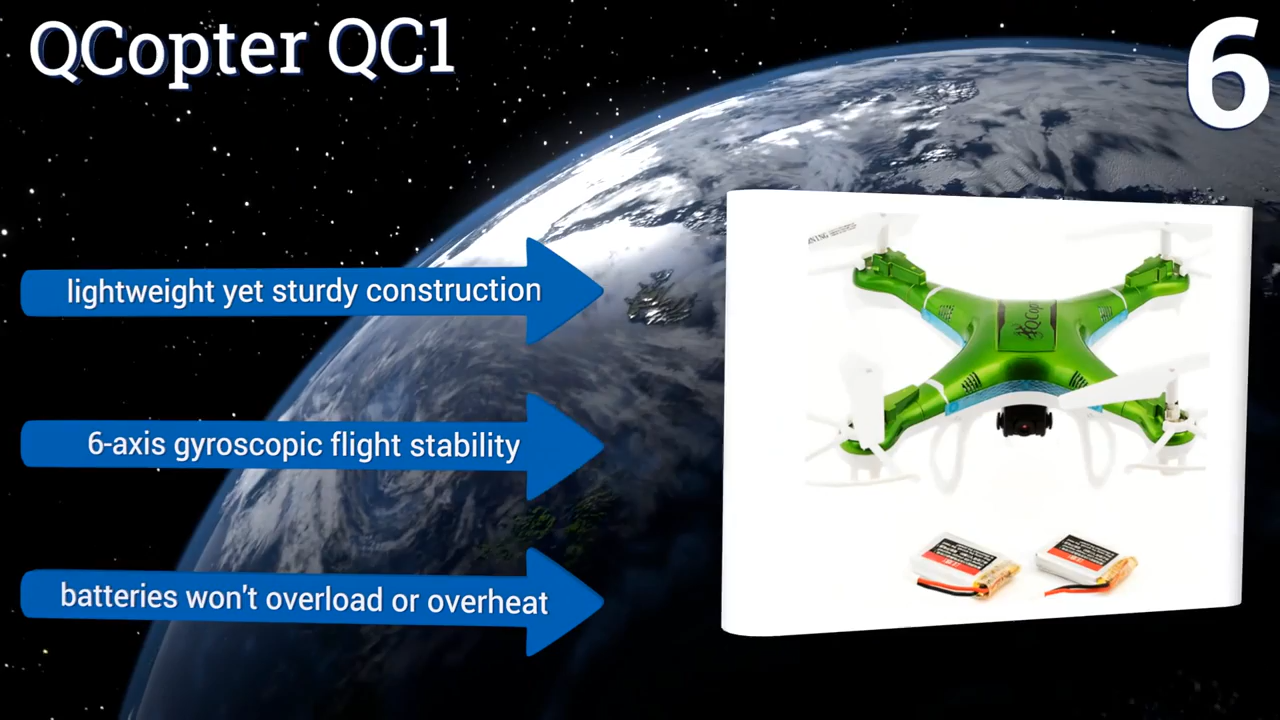 QCopter QC1
6
lightweight yet sturdy construction
6-axis gyroscopic flight stability
batteries won't overload or overheat